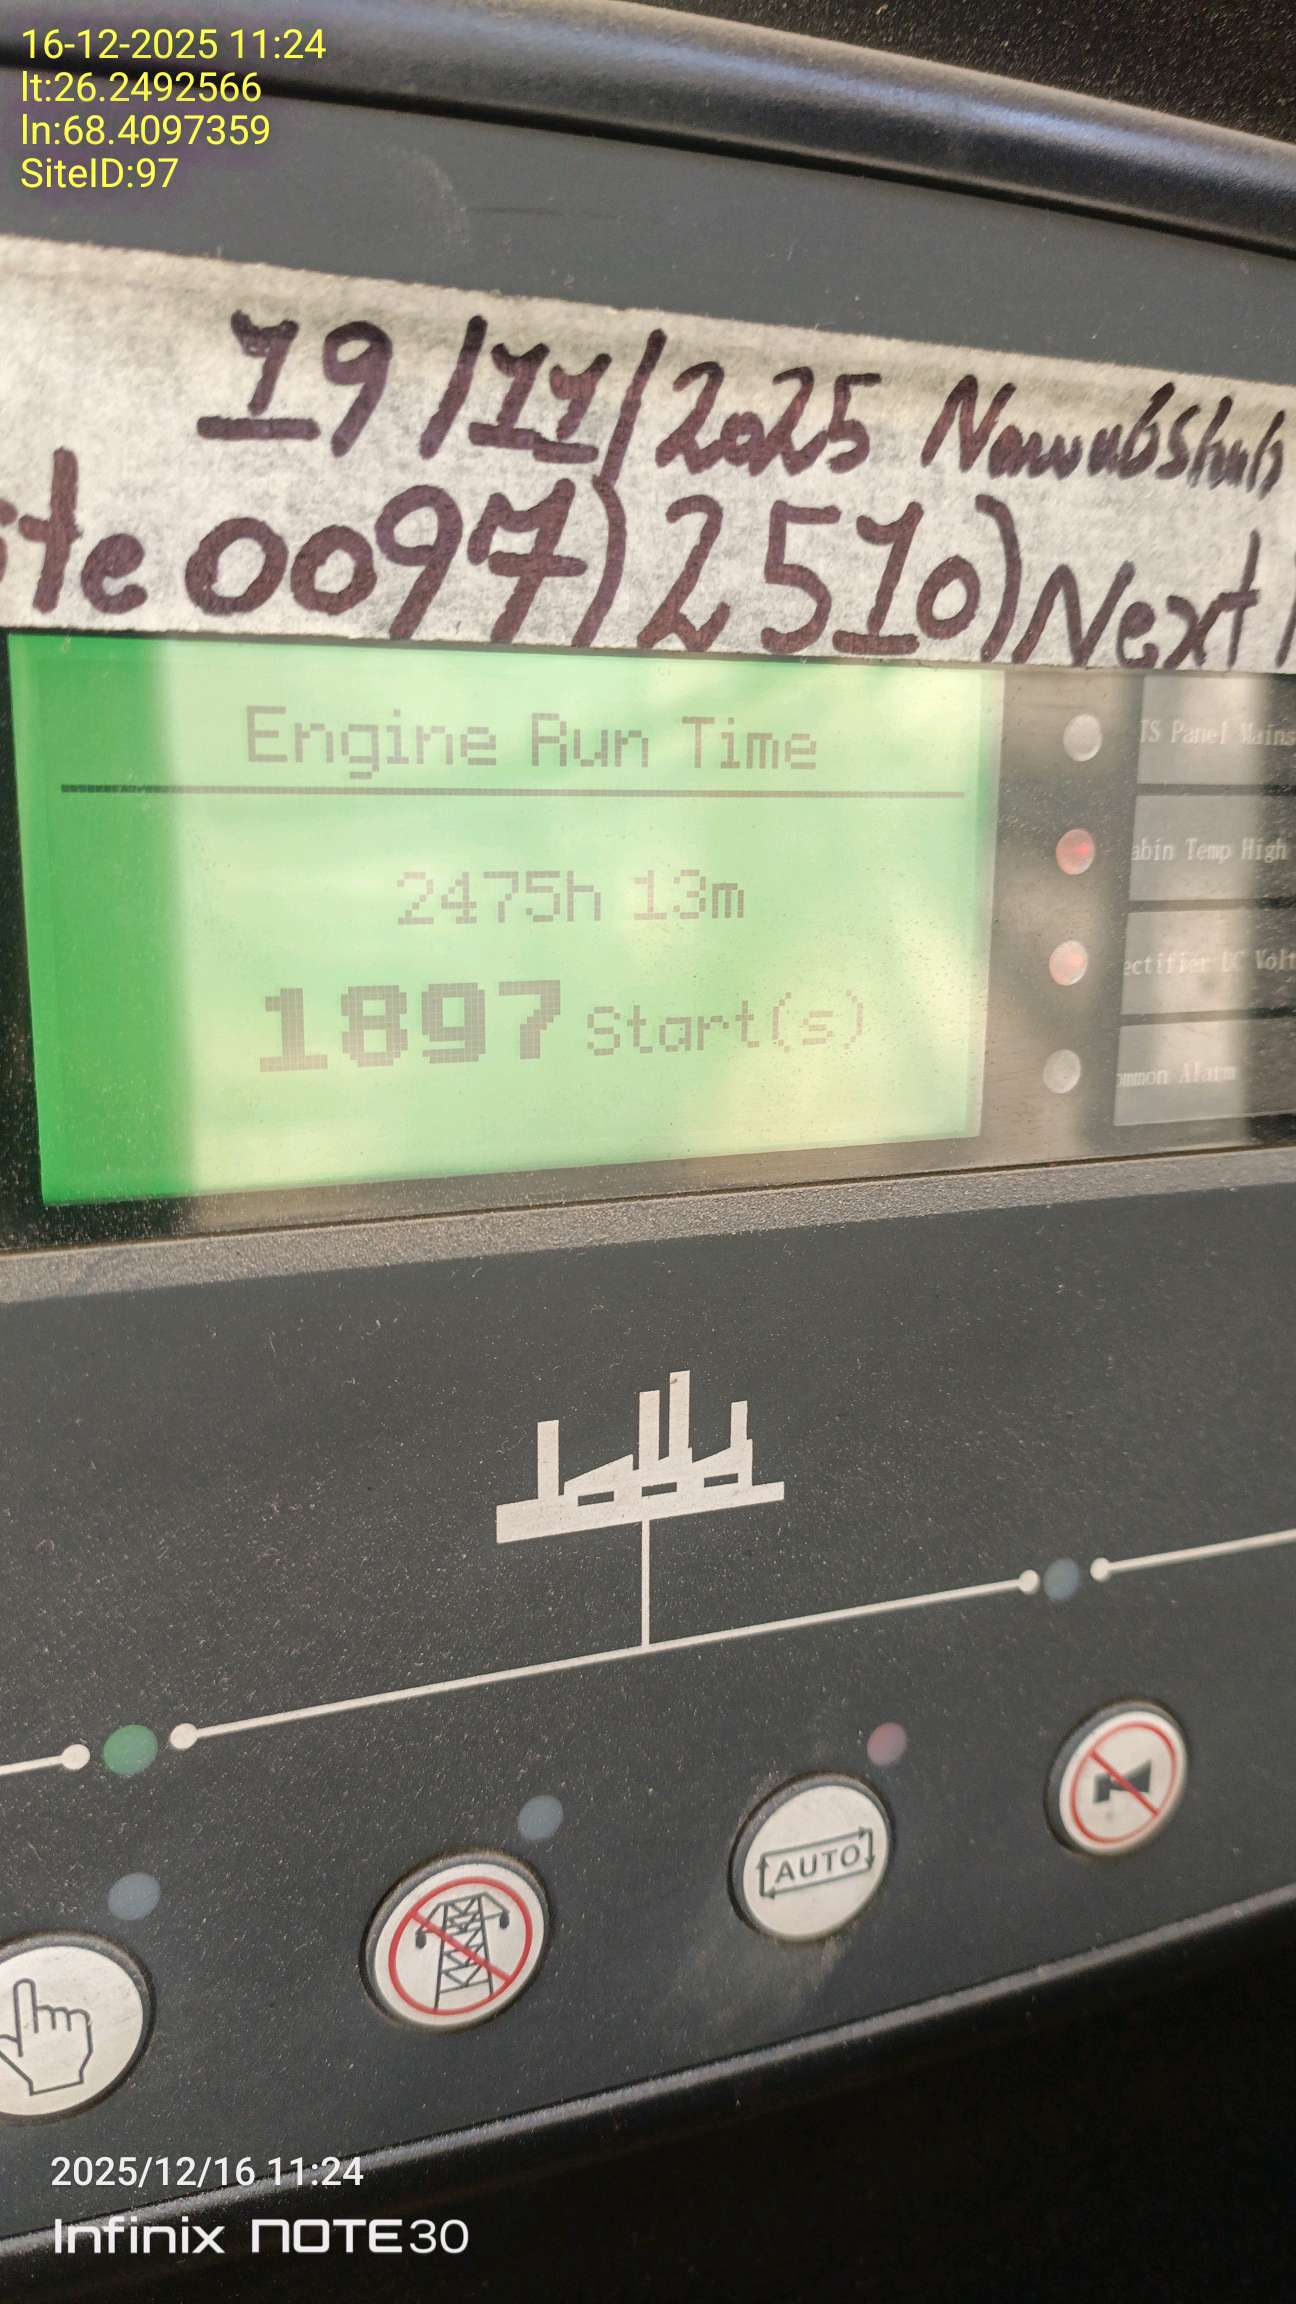 16-12-2025 11:24
lt:26.2492566
ln:68.4097359
SiteID:97
19/11/2025 Nawabshah
ite 0097) 2510) Next
Engine Run Time
2475h 13m
1897 Start(s)
TS Panel Mains
abin Temp High
ectifier DC Volt
ommon Alarm
AUTO
2025/12/16 11:24
Infinix NOTE 30